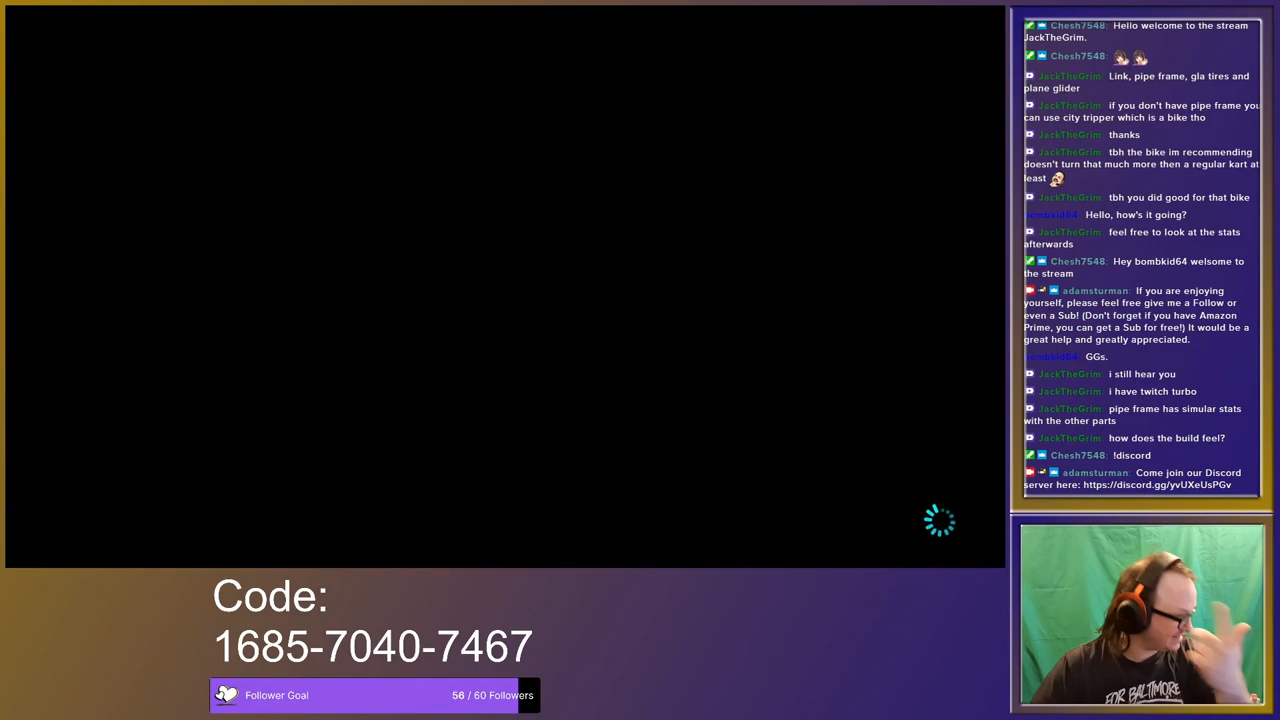 Chesh7548: Hello welcome to the stream
JackTheGrim.
Chesh7548:
JackTheGrim: Link, pipe frame, gla tires and
plane glider
JackTheGrim: if you don't have pipe frame you
can use city tripper which is a bike tho
JackTheGrim: thanks
JackTheGrim: tbh the bike im recommending
doesn't turn that much more then a regular kart at
least
JackTheGrim: tbh you did good for that bike
bombkid64 Hello, how's it going?
JackTheGrim: feel free to look at the stats
afterwards
Chesh7548: Hey bombkid64 welsome to
the stream
adamsturman: If you are enjoying
yourself, please feel free give me a Follow or
even a Sub! (Don't forget if you have Amazon
Prime, you can get a Sub for free!) It would be a
great help and greatly appreciated.
bombkid64 GGs.
JackTheGrim: i still hear you
JackTheGrim: i have twitch turbo
JackTheGrim: pipe frame has simular stats
with the other parts
JackTheGrim: how does the build feel?
Chesh7548: !discord
adamsturman: Come join our Discord
server here: https://discord.gg/yvUXeUsPGv
Code:
1685-7040-7467
Follower Goal 56 / 60 Followers
FOR BALTIMORE